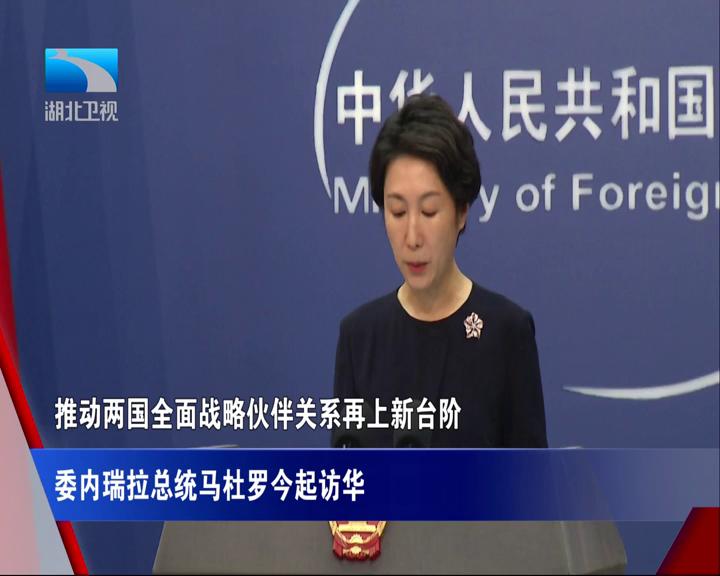 湖北卫视
中华人民共和国
Ministry of Foreig
推动两国全面战略伙伴关系再上新台阶
委内瑞拉总统马杜罗今起访华